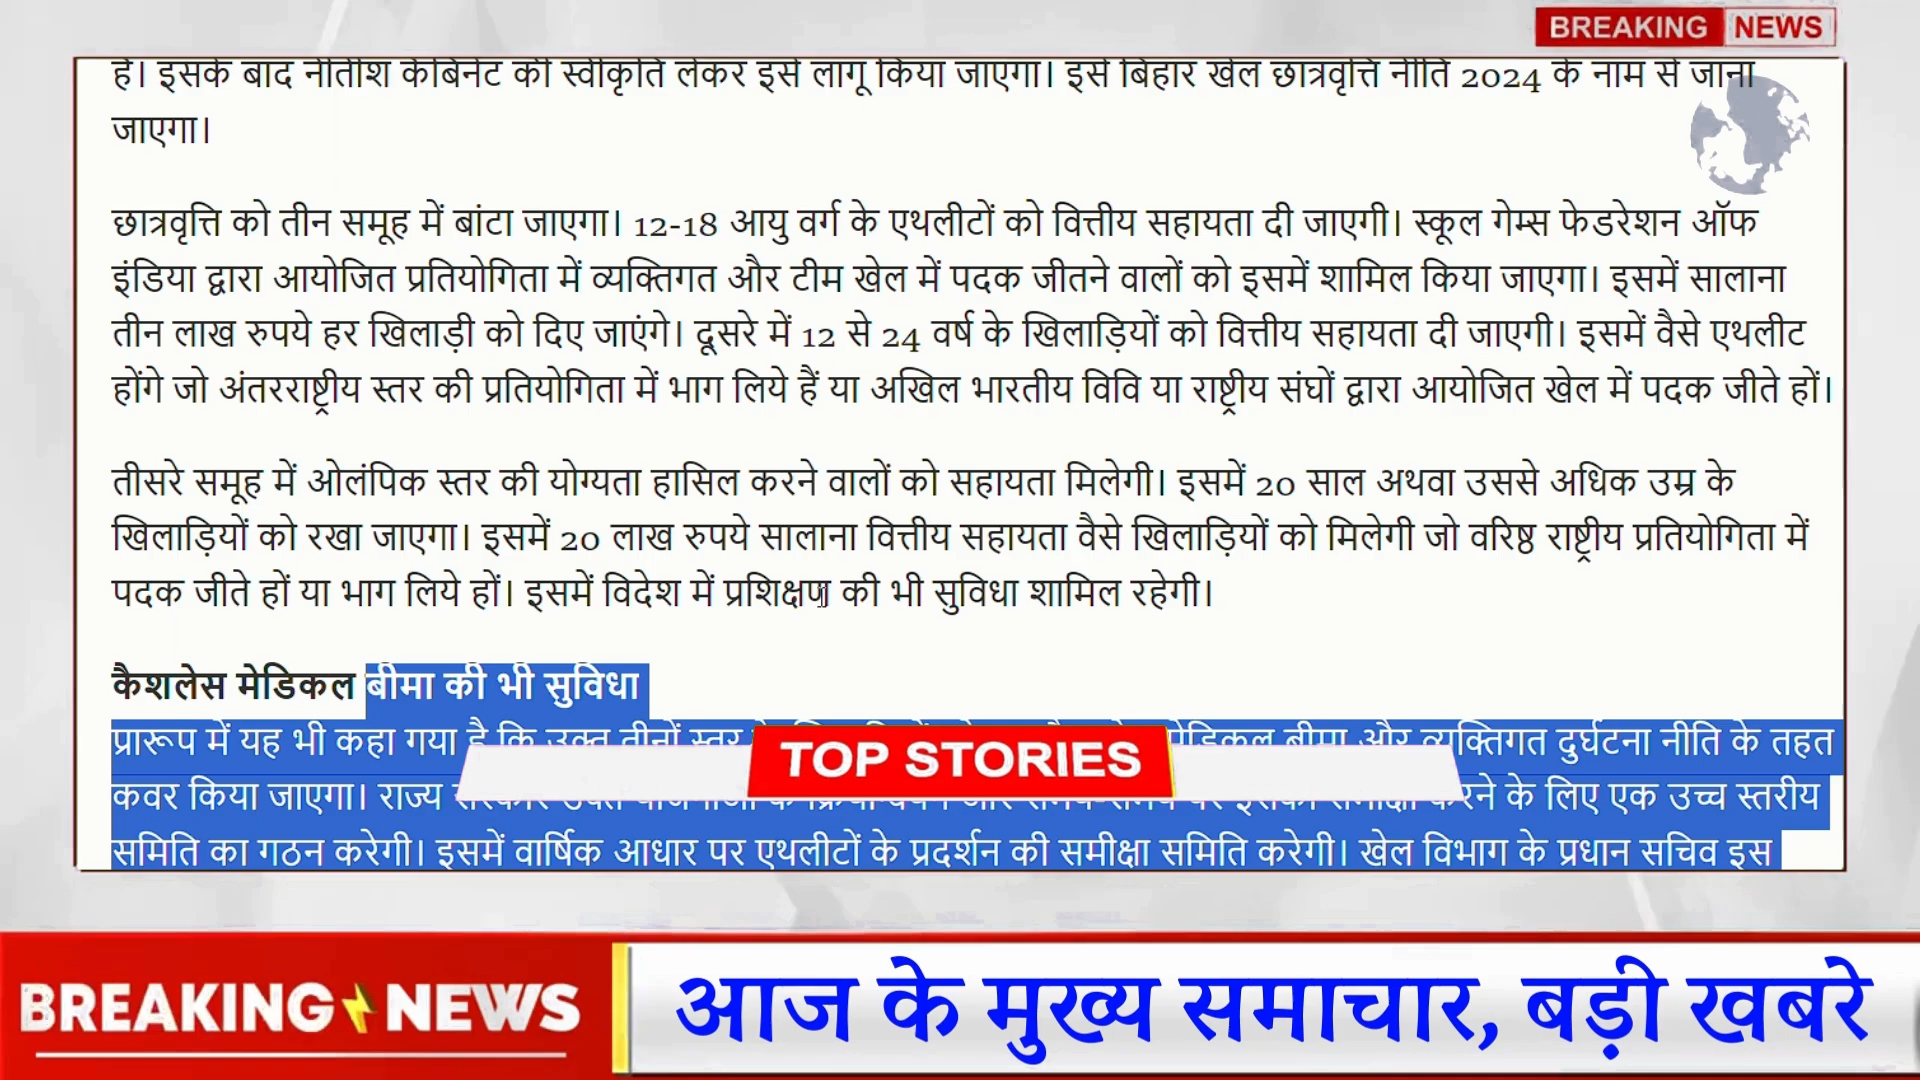 BREAKING NEWS
है। इसके बाद नीतीश कैबिनेट की स्वीकृति लेकर इसे लागू किया जाएगा। इसे बिहार खेल छात्रवृत्ति नीति 2024 के नाम से जाना
जाएगा।
छात्रवृत्ति को तीन समूह में बांटा जाएगा। 12-18 आयु वर्ग के एथलीटों को वित्तीय सहायता दी जाएगी। स्कूल गेम्स फेडरेशन ऑफ
इंडिया द्वारा आयोजित प्रतियोगिता में व्यक्तिगत और टीम खेल में पदक जीतने वालों को इसमें शामिल किया जाएगा। इसमें सालाना
तीन लाख रुपये हर खिलाड़ी को दिए जाएंगे। दूसरे में 12 से 24 वर्ष के खिलाड़ियों को वित्तीय सहायता दी जाएगी। इसमें वैसे एथलीट
होंगे जो अंतरराष्ट्रीय स्तर की प्रतियोगिता में भाग लिये हैं या अखिल भारतीय विवि या राष्ट्रीय संघों द्वारा आयोजित खेल में पदक जीते हों।
तीसरे समूह में ओलंपिक स्तर की योग्यता हासिल करने वालों को सहायता मिलेगी। इसमें 20 साल अथवा उससे अधिक उम्र के
खिलाड़ियों को रखा जाएगा। इसमें 20 लाख रुपये सालाना वित्तीय सहायता वैसे खिलाड़ियों को मिलेगी जो वरिष्ठ राष्ट्रीय प्रतियोगिता में
पदक जीते हों या भाग लिये हों। इसमें विदेश में प्रशिक्षण की भी सुविधा शामिल रहेगी।
कैशलेस मेडिकल बीमा की भी सुविधा
प्रारूप में यह भी कहा गया है कि उक्त तीनों स्तर मेडिकल बीमा और व्यक्तिगत दुर्घटना नीति के तहत
TOP STORIES
कवर किया जाएगा। राज्य करने के लिए एक उच्च स्तरीय
समिति का गठन करेगी। इसमें वार्षिक आधार पर एथलीटों के प्रदर्शन की समीक्षा समिति करेगी। खेल विभाग के प्रधान सचिव इस
BREAKING NEWS
आज के मुख्य समाचार, बड़ी खबरे